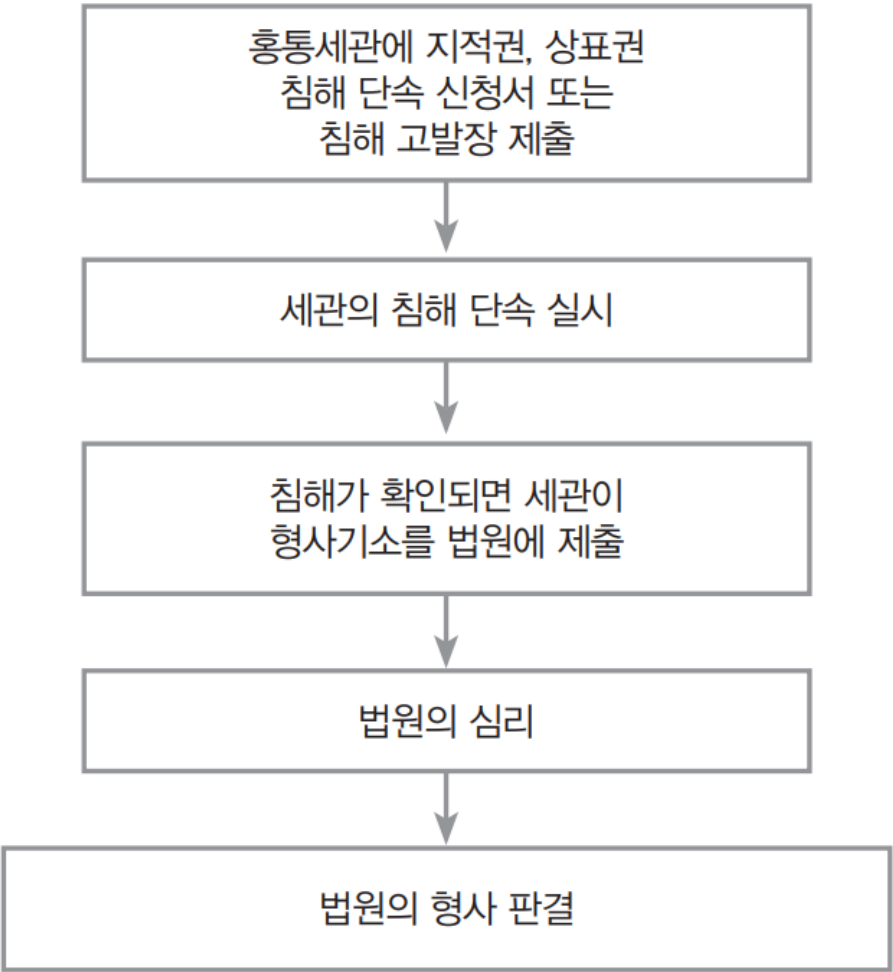 홍통세관에 지적권, 상표권
침해 단속 신청서 또는
침해 고발장 제출
세관의 침해 단속 실시
침해가 확인되면 세관이
형사기소를 법원에 제출
법원의 심리
법원의 형사 판결